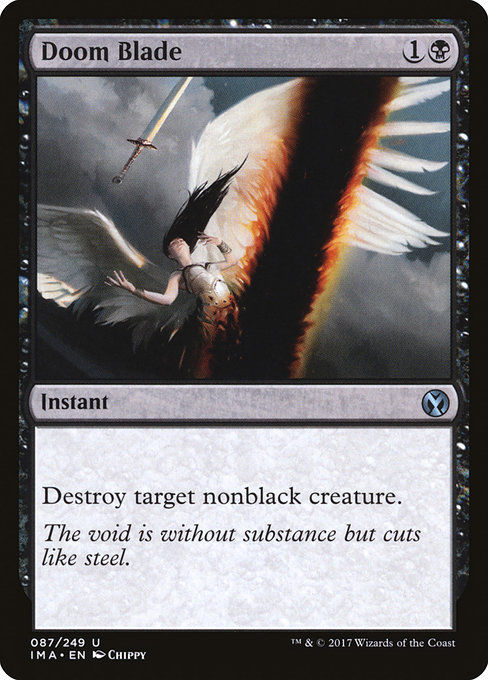 Doom Blade 1
Instant
Destroy target nonblack creature.
The void is without substance but cuts
like steel.
087/249 U
™ & © 2017 Wizards of the Coast
IMA • EN Chippy